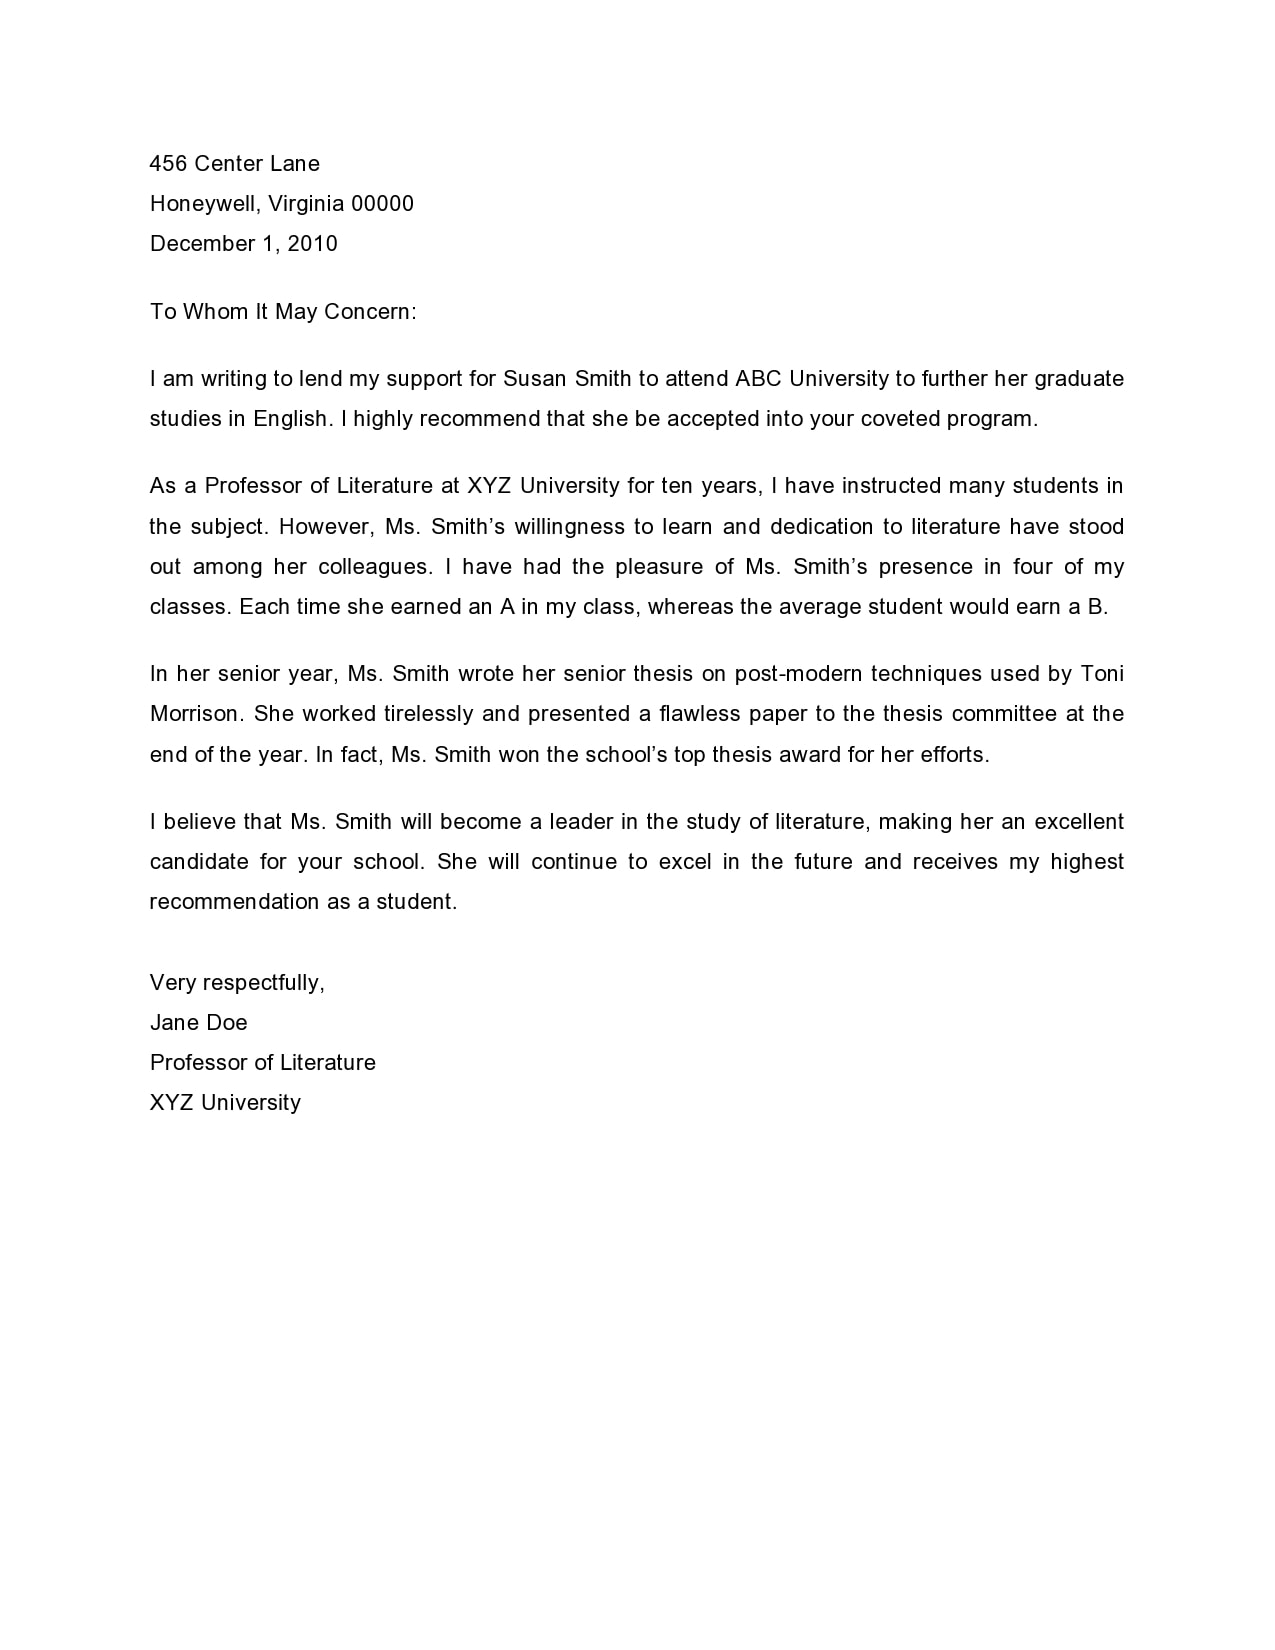 456 Center Lane
Honeywell, Virginia 00000
December 1, 2010
To Whom It May Concern:
I am writing to lend my support for Susan Smith to attend ABC University to further her graduate
studies in English. I highly recommend that she be accepted into your coveted program.
As a Professor of Literature at XYZ University for ten years, I have instructed many students in
the subject. However, Ms. Smith’s willingness to learn and dedication to literature have stood
out among her colleagues. I have had the pleasure of Ms. Smith’s presence in four of my
classes. Each time she earned an A in my class, whereas the average student would earn a B.
In her senior year, Ms. Smith wrote her senior thesis on post-modern techniques used by Toni
Morrison. She worked tirelessly and presented a flawless paper to the thesis committee at the
end of the year. In fact, Ms. Smith won the school’s top thesis award for her efforts.
I believe that Ms. Smith will become a leader in the study of literature, making her an excellent
candidate for your school. She will continue to excel in the future and receives my highest
recommendation as a student.
Very respectfully,
Jane Doe
Professor of Literature
XYZ University